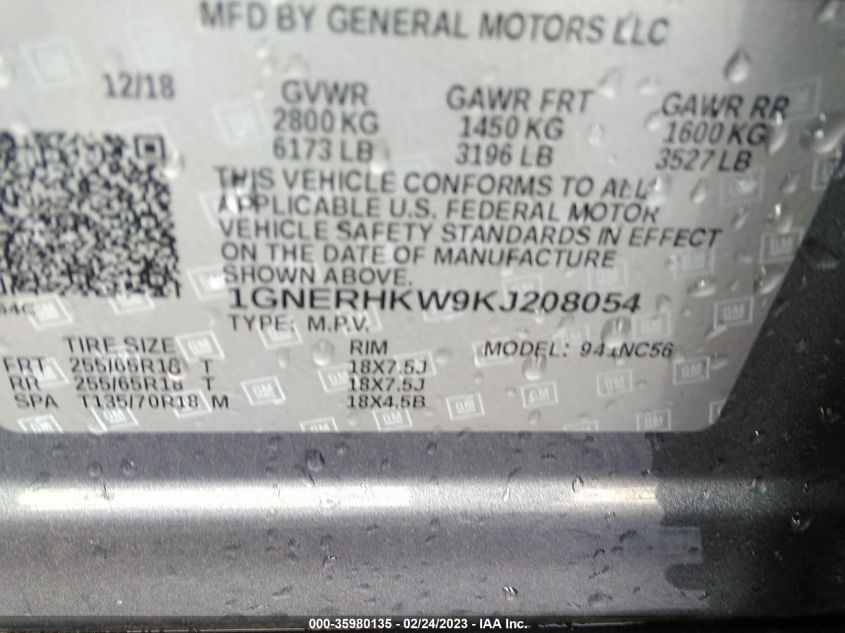 MFD BY GENERAL MOTORS LLC
12/18 GVWR GAWR FRT GAWR RR
2800 KG 1450 KG 1600 KG
6173 LB 3196 LB 3527 LB
THIS VEHICLE CONFORMS TO ALL
APPLICABLE U.S. FEDERAL MOTOR
VEHICLE SAFETY STANDARDS IN EFFECT
ON THE DATE OF MANUFACTURE
SHOWN ABOVE.
1GNERHKW9KJ208054
TYPE: M.P.V.
TIRE SIZE RIM MODEL: 941NC56
FRT 255/65R18 T 18X7.5J
RR 255/65R18 T 18X7.5J
SPA T135/70R18 M 18X4.5B
000-35980135 - 02/24/2023 - IAA Inc.